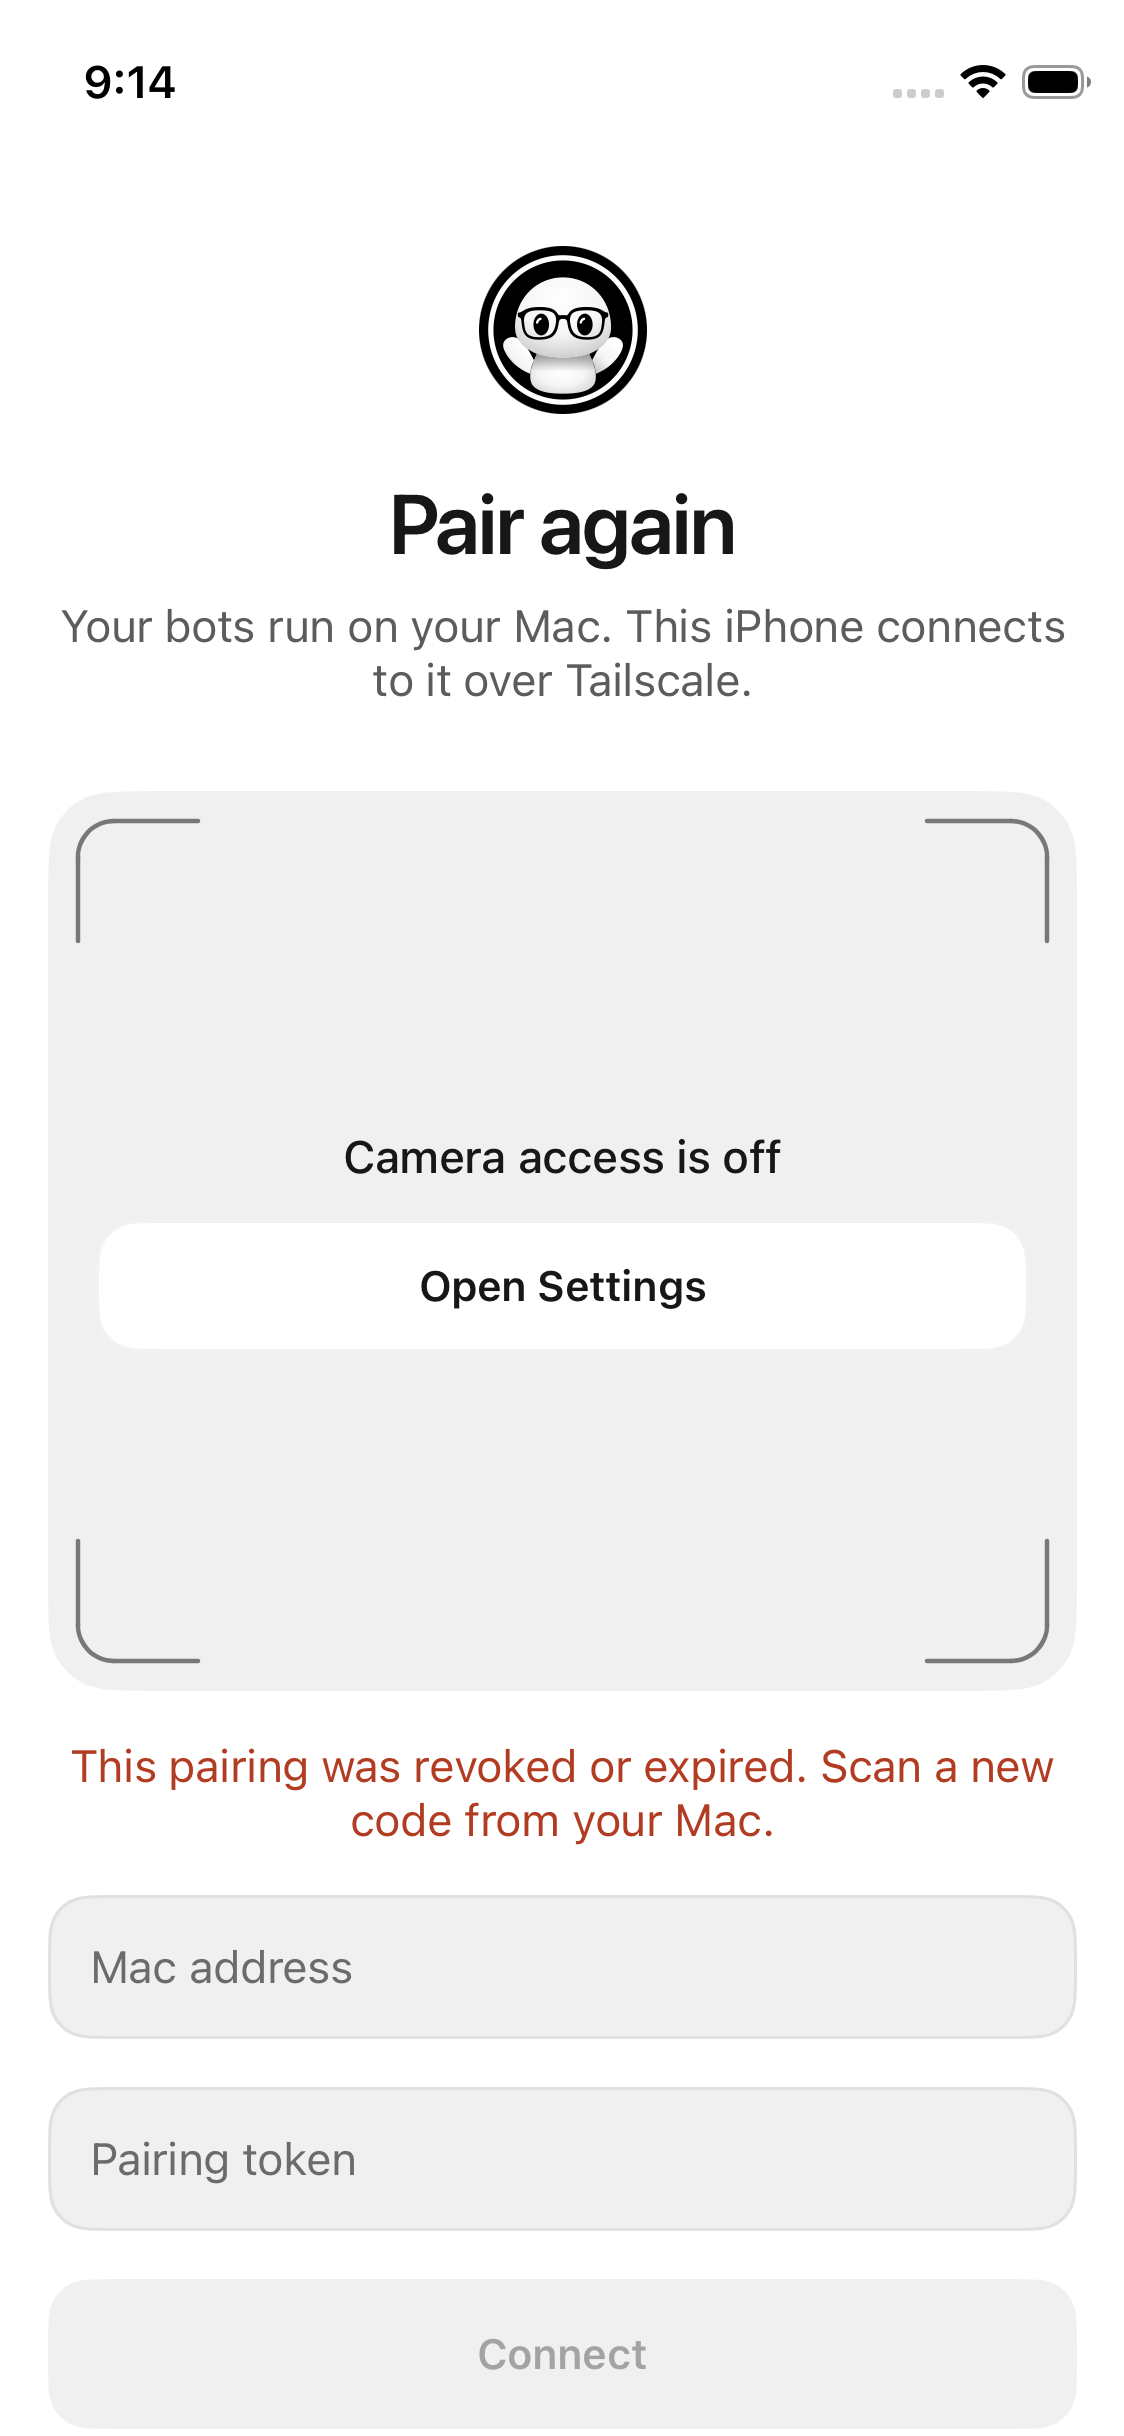 9:14
Pair again
Your bots run on your Mac. This iPhone connects
to it over Tailscale.
Camera access is off
Open Settings
This pairing was revoked or expired. Scan a new
code from your Mac.
Mac address
Pairing token
Connect